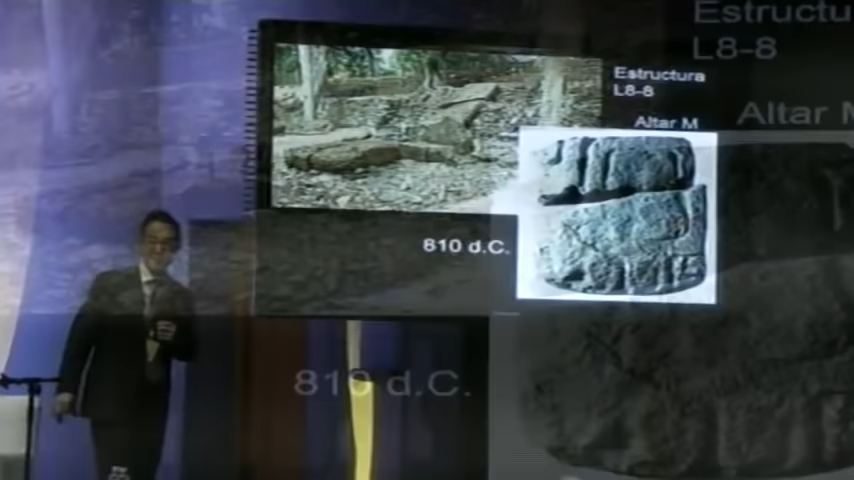 Estructura
L8-8
Altar M
810 d.C.
Estructu
L8-8
Altar M
810 d.C.